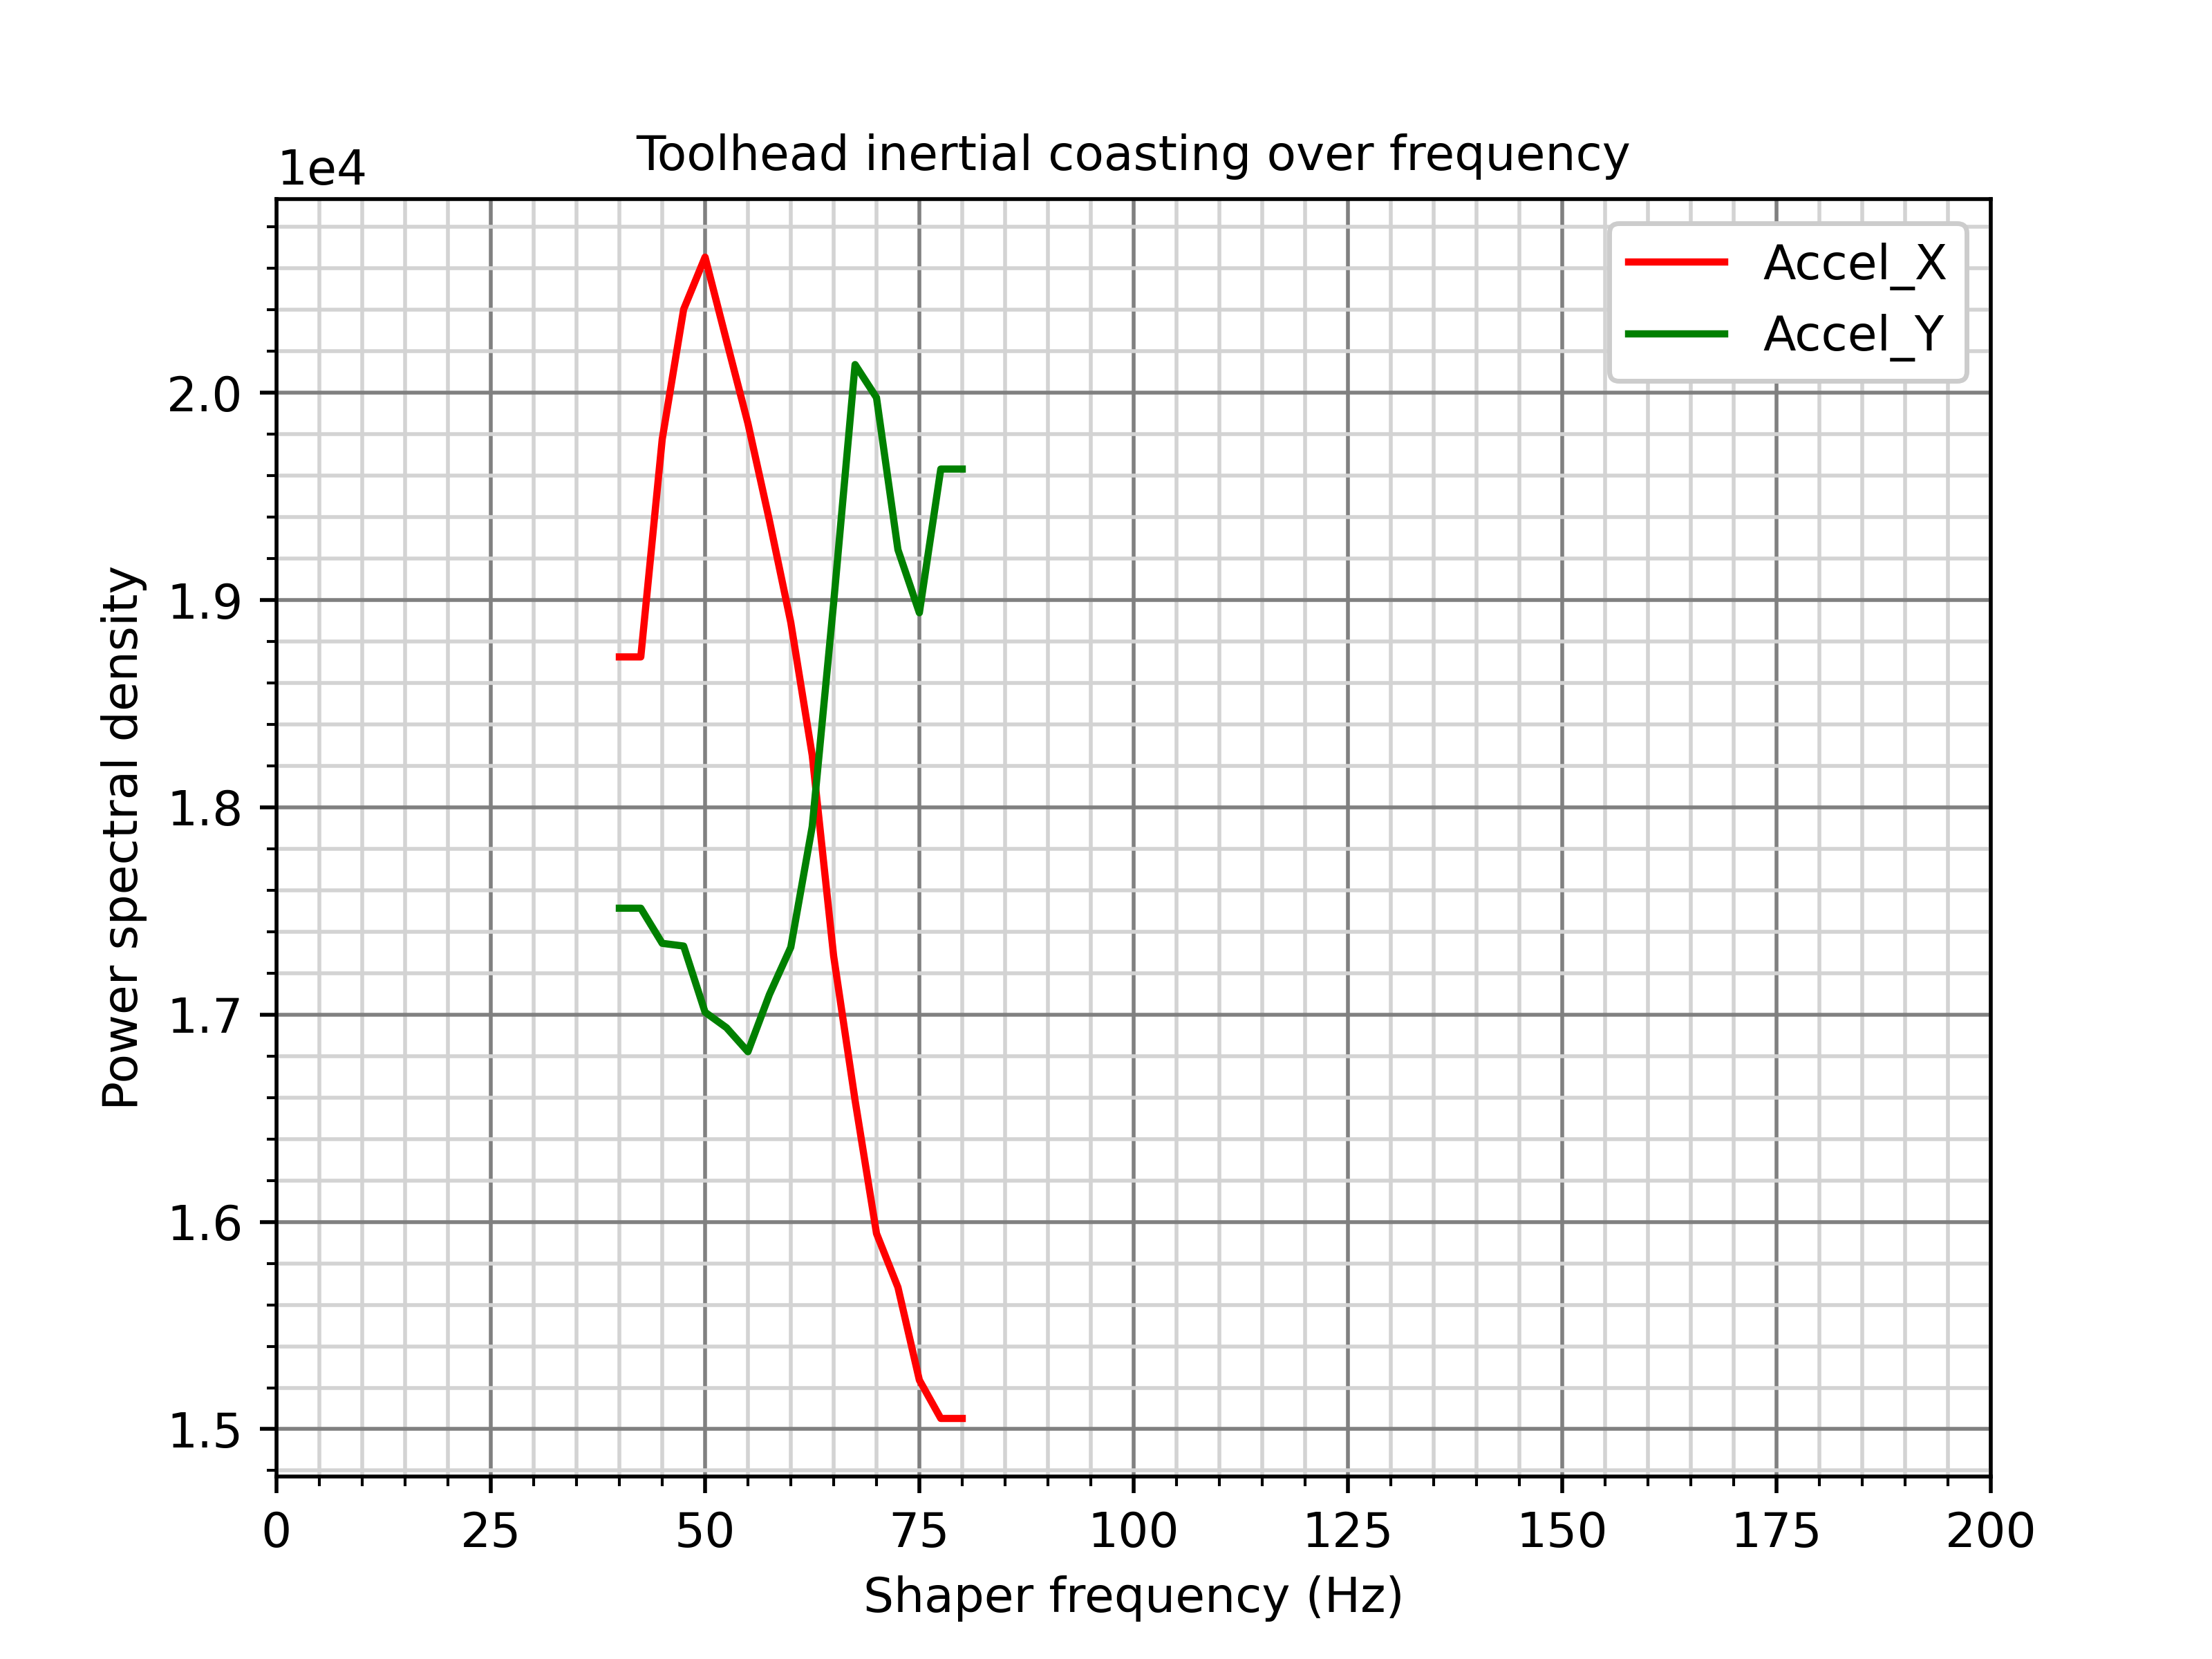 Toolhead inertial coasting over frequency
1e4
Accel_X
Accel_Y
Power spectral density
2.0
1.9
1.8
1.7
1.6
1.5
0 25 50 75 100 125 150 175 200
Shaper frequency (Hz)